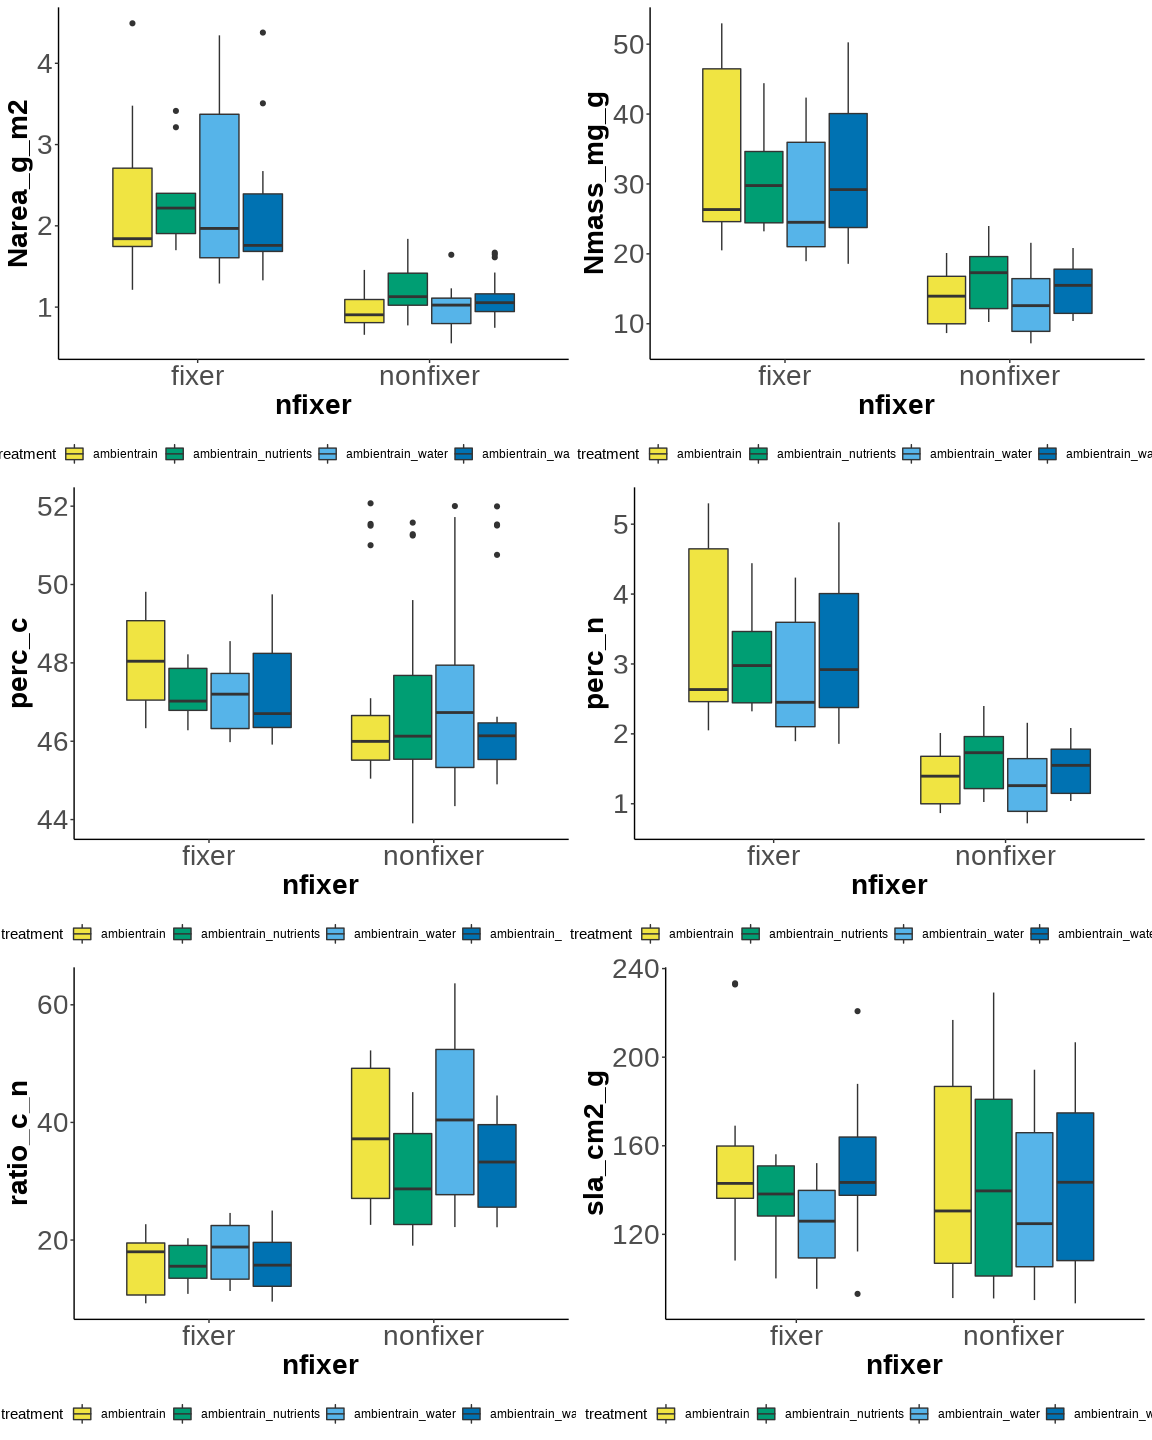 Narea_g_m2
4
3
2
1
fixer
nonfixer
nfixer
Nmass_mg_g
50
40
30
20
10
fixer
nonfixer
nfixer
reatment ambientrain ambientrain_nutrients ambientrain_water ambientrain_wa
treatment ambientrain ambientrain_nutrients ambientrain_water ambientrain_wa
perc_c
52
50
48
46
44
fixer
nonfixer
nfixer
perc_n
5
4
3
2
1
fixer
nonfixer
nfixer
treatment ambientrain ambientrain_nutrients ambientrain_water ambientrain_
treatment ambientrain ambientrain_nutrients ambientrain_water ambientrain_wate
ratio_c_n
60
40
20
fixer
nonfixer
nfixer
sla_cm2_g
240
200
160
120
fixer
nonfixer
nfixer
treatment ambientrain ambientrain_nutrients ambientrain_water ambientrain_wa
treatment ambientrain ambientrain_nutrients ambientrain_water ambientrain_w